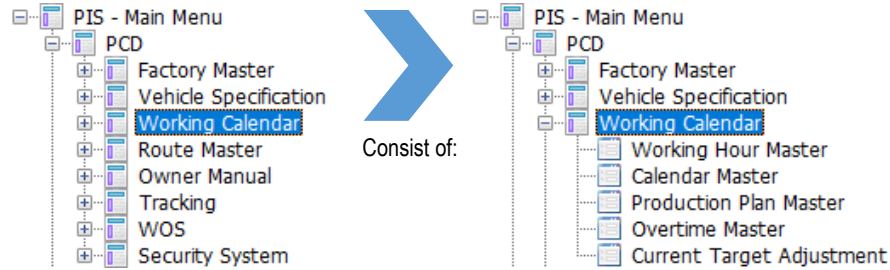 PIS - Main Menu
PCD
Factory Master
Vehicle Specification
Working Calendar
Route Master
Owner Manual
Tracking
WOS
Security System
Consist of:
PIS - Main Menu
PCD
Factory Master
Vehicle Specification
Working Calendar
Working Hour Master
Calendar Master
Production Plan Master
Overtime Master
Current Target Adjustment